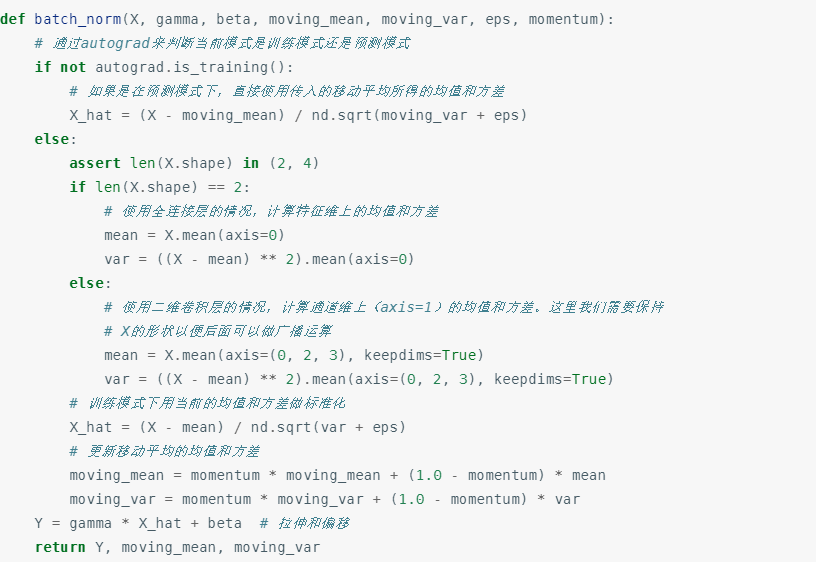 def batch_norm(X, gamma, beta, moving_mean, moving_var, eps, momentum):
    # 通过autograd来判断当前模式是训练模式还是预测模式
    if not autograd.is_training():
        # 如果是在预测模式下，直接使用传入的移动平均所得的均值和方差
        X_hat = (X - moving_mean) / nd.sqrt(moving_var + eps)
    else:
        assert len(X.shape) in (2, 4)
        if len(X.shape) == 2:
            # 使用全连接层的情况，计算特征维上的均值和方差
            mean = X.mean(axis=0)
            var = ((X - mean) ** 2).mean(axis=0)
        else:
            # 使用二维卷积层的情况，计算通道维上（axis=1）的均值和方差。这里我们需要保持
            # X的形状以便后面可以做广播运算
            mean = X.mean(axis=(0, 2, 3), keepdims=True)
            var = ((X - mean) ** 2).mean(axis=(0, 2, 3), keepdims=True)
        # 训练模式下用当前的均值和方差做标准化
        X_hat = (X - mean) / nd.sqrt(var + eps)
        # 更新移动平均的均值和方差
        moving_mean = momentum * moving_mean + (1.0 - momentum) * mean
        moving_var = momentum * moving_var + (1.0 - momentum) * var
    Y = gamma * X_hat + beta  # 拉伸和偏移
    return Y, moving_mean, moving_var